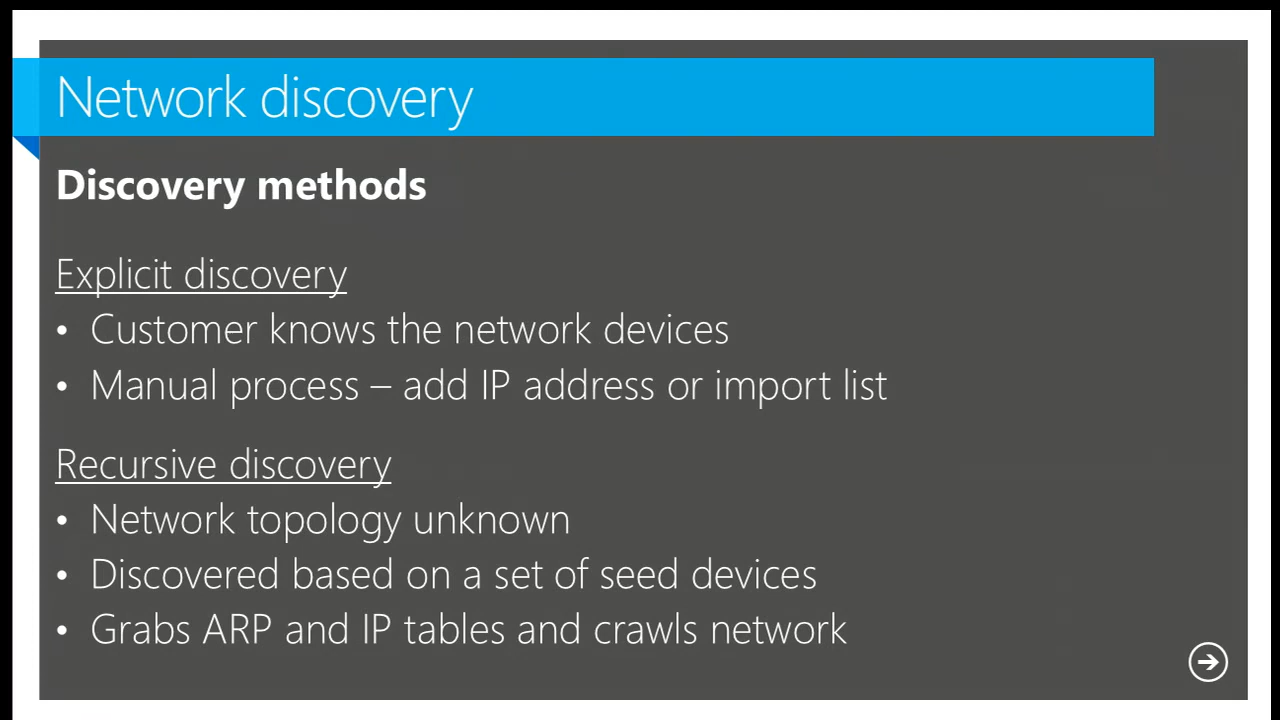 Network discovery
Discovery methods
Explicit discovery
• Customer knows the network devices
• Manual process – add IP address or import list
Recursive discovery
• Network topology unknown
• Discovered based on a set of seed devices
• Grabs ARP and IP tables and crawls network